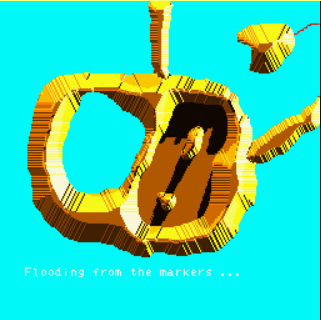 Flooding from the markers ...